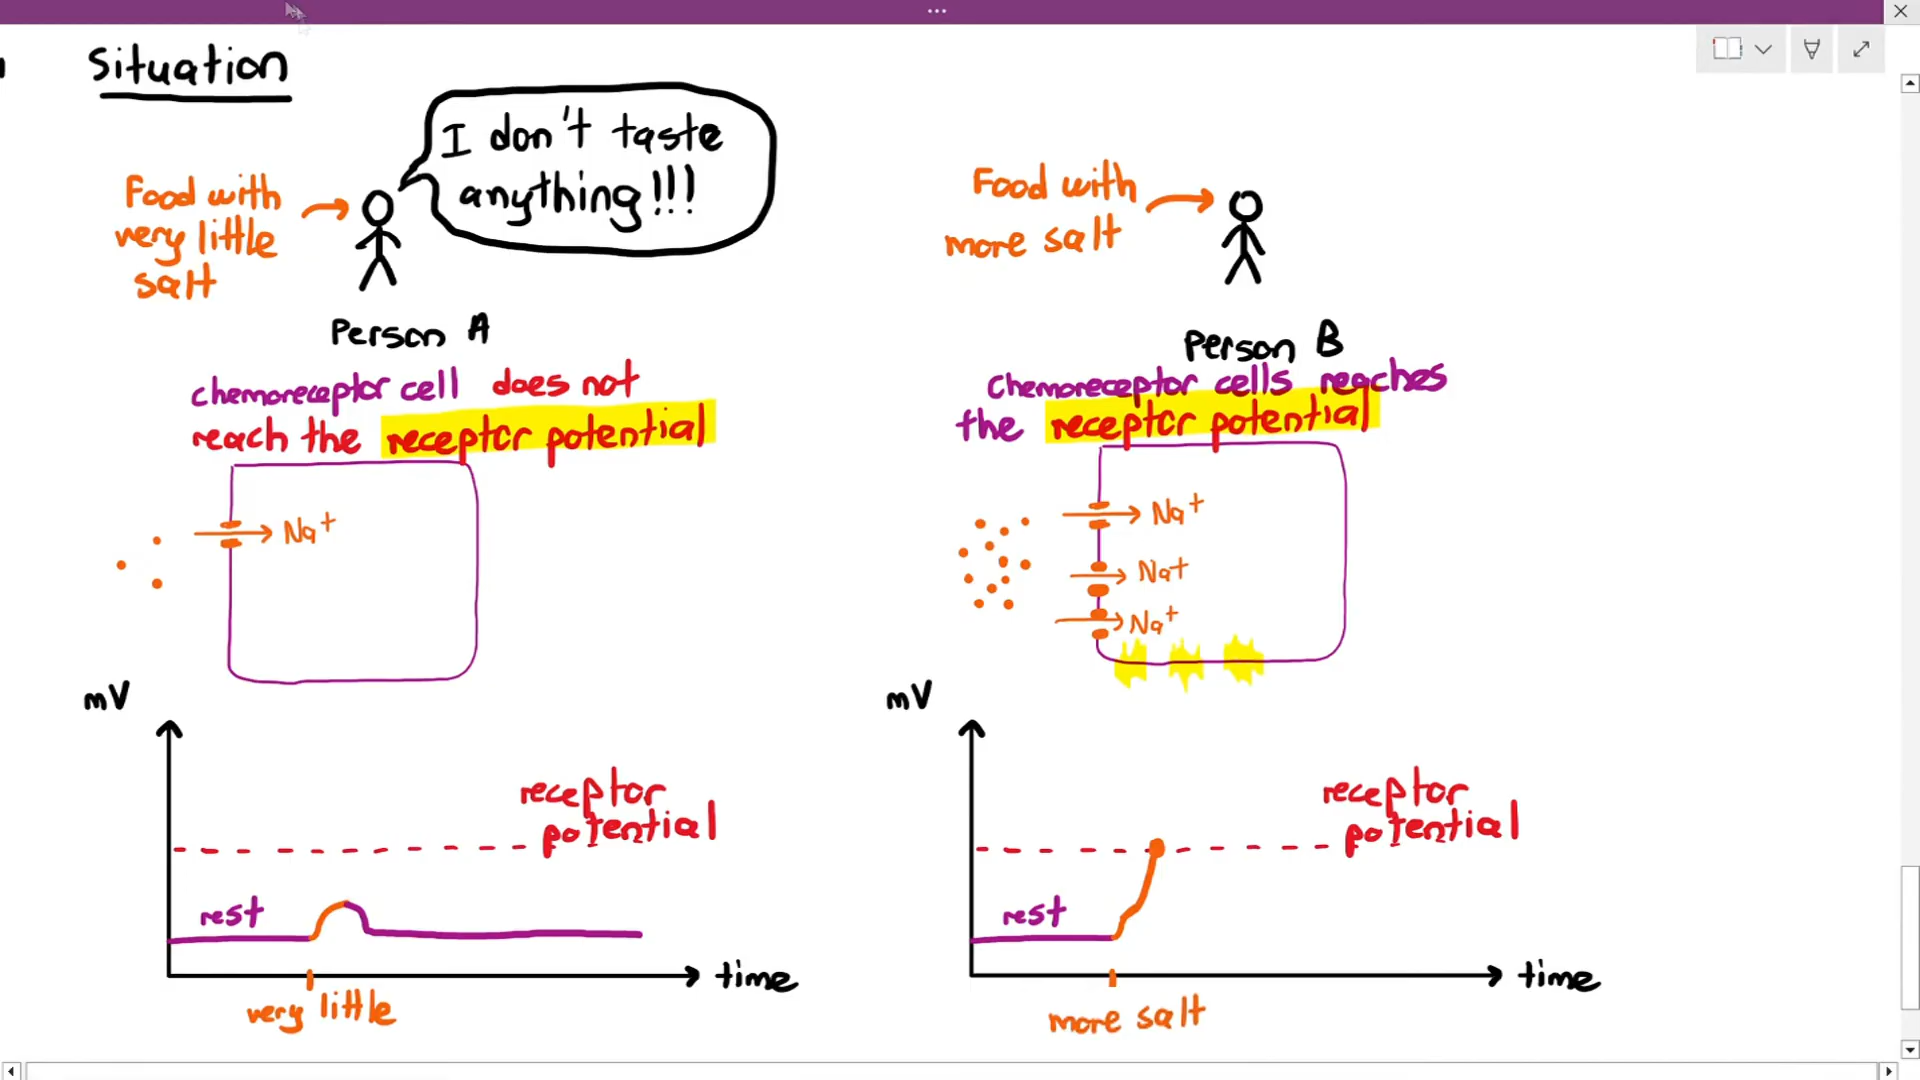 Situation
I don't taste
anything!!!
Food with
very little
salt
Person A
chemoreceptor cell does not
reach the receptor potential
Na+
mV
receptor
potential
rest
time
very little
Food with
more salt
Person B
Chemoreceptor cells reaches
the receptor potential
Na+
Na+
Na+
mV
receptor
potential
rest
time
more salt